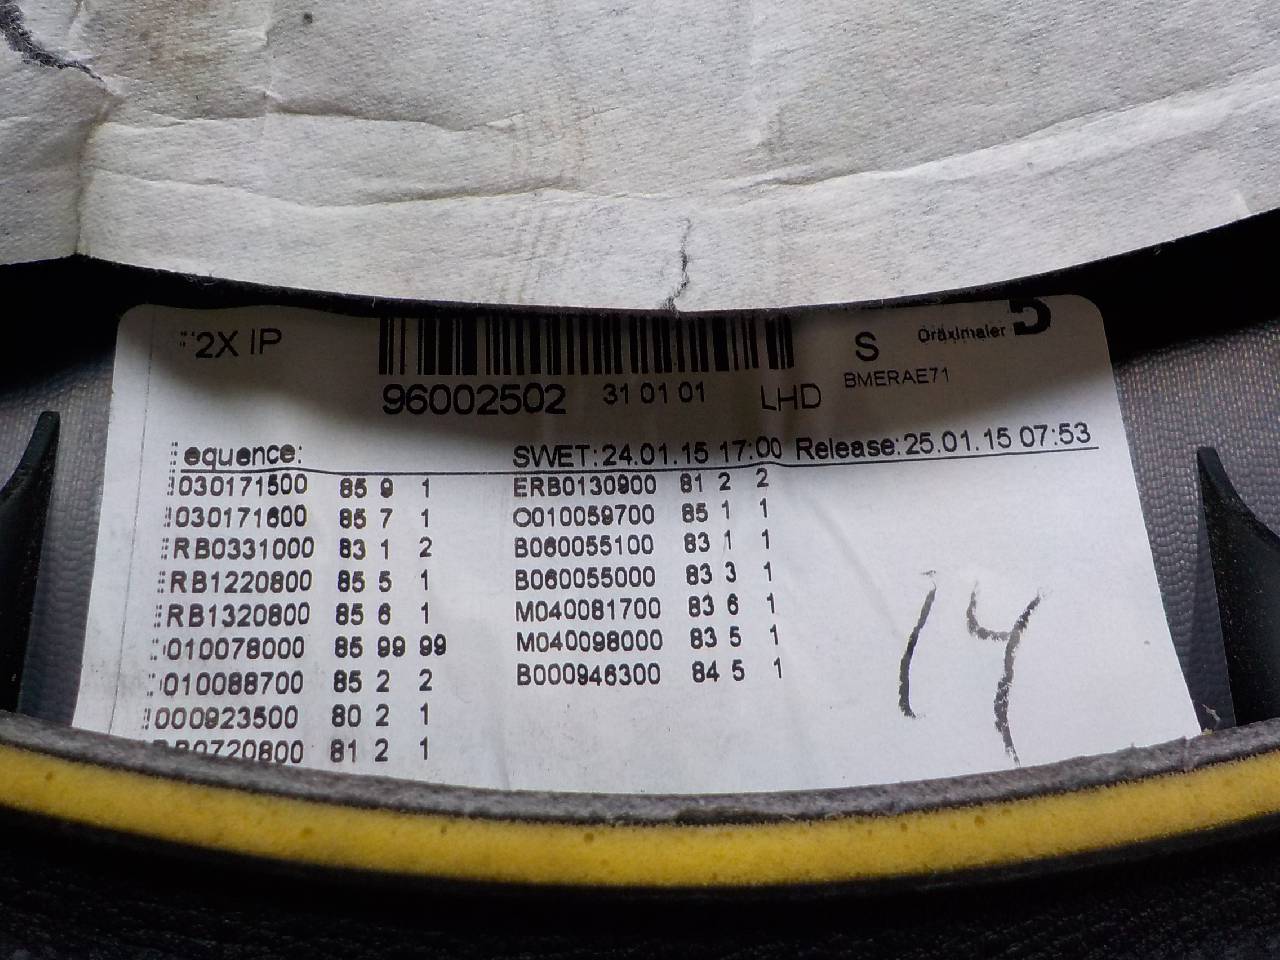 2X IP
96002502 31 01 01 LHD S Dräxlmaier
BMERAE71
equence: SWET: 24.01.15 17:00 Release: 25.01.15 07:53
030171500 85 9 1 ERB0130900 81 2 2
030171600 85 7 1 O010059700 85 1 1
RB0331000 83 1 2 B060055100 83 1 1
RB1220800 85 5 1 B060055000 83 3 1
RB1320800 85 6 1 M040081700 83 6 1
010078000 85 99 99 M040098000 83 5 1
010088700 85 2 2 B000946300 84 5 1
000923500 80 2 1
RB0720800 81 2 1
14